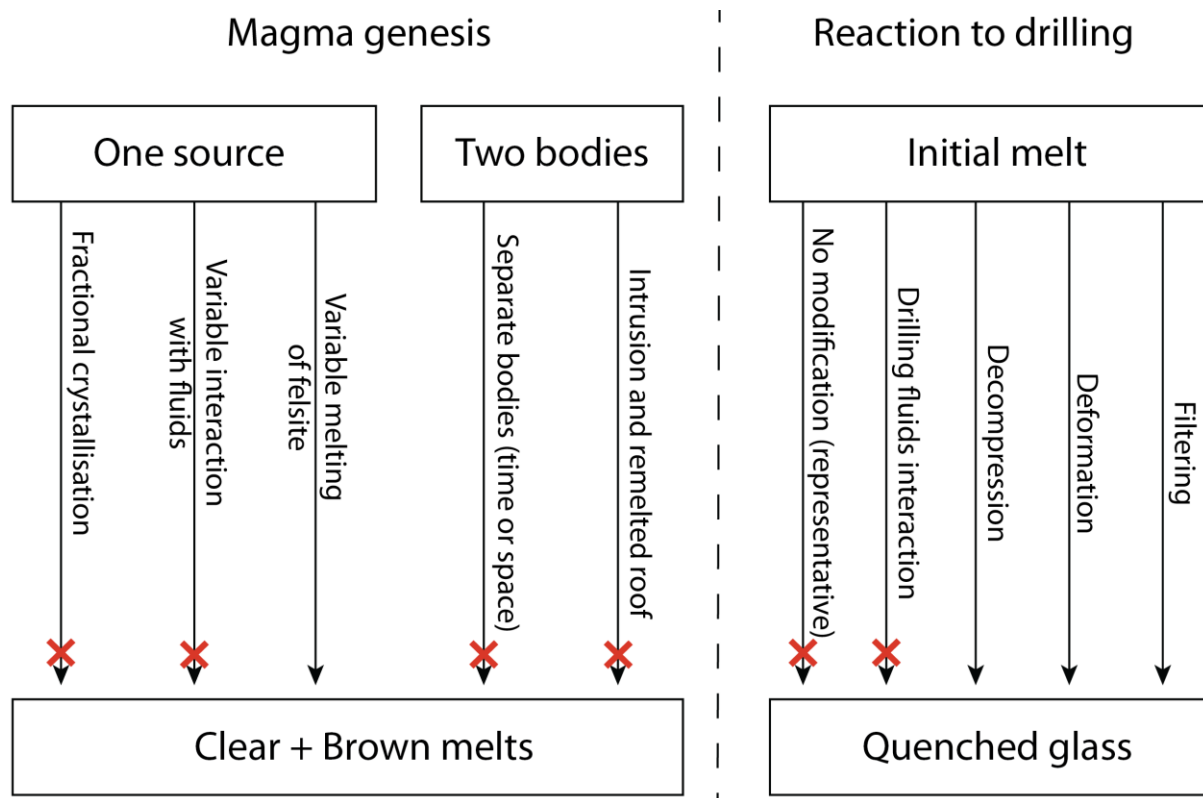 Magma genesis
Reaction to drilling
One source
Two bodies
Initial melt
Fractional crystallisation
Variable interaction
with fluids
Variable melting
of felsite
Separate bodies (time or space)
Intrusion and remelted roof
No modification (representative)
Drilling fluids interaction
Decompression
Deformation
Filtering
Clear + Brown melts
Quenched glass